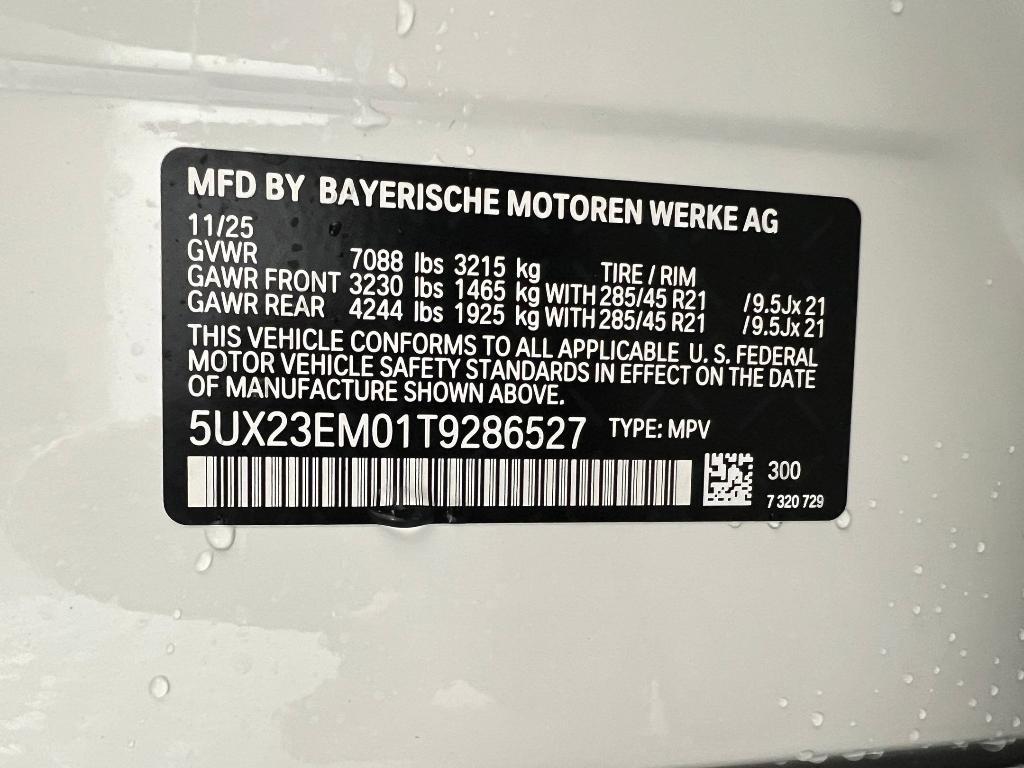 MFD BY BAYERISCHE MOTOREN WERKE AG
11/25
GVWR 7088 lbs 3215 kg TIRE / RIM
GAWR FRONT 3230 lbs 1465 kg WITH 285/45 R21 /9.5Jx 21
GAWR REAR 4244 lbs 1925 kg WITH 285/45 R21 /9.5Jx 21
THIS VEHICLE CONFORMS TO ALL APPLICABLE U. S. FEDERAL
MOTOR VEHICLE SAFETY STANDARDS IN EFFECT ON THE DATE
OF MANUFACTURE SHOWN ABOVE.
5UX23EM01T9286527 TYPE: MPV
300
7 320 729